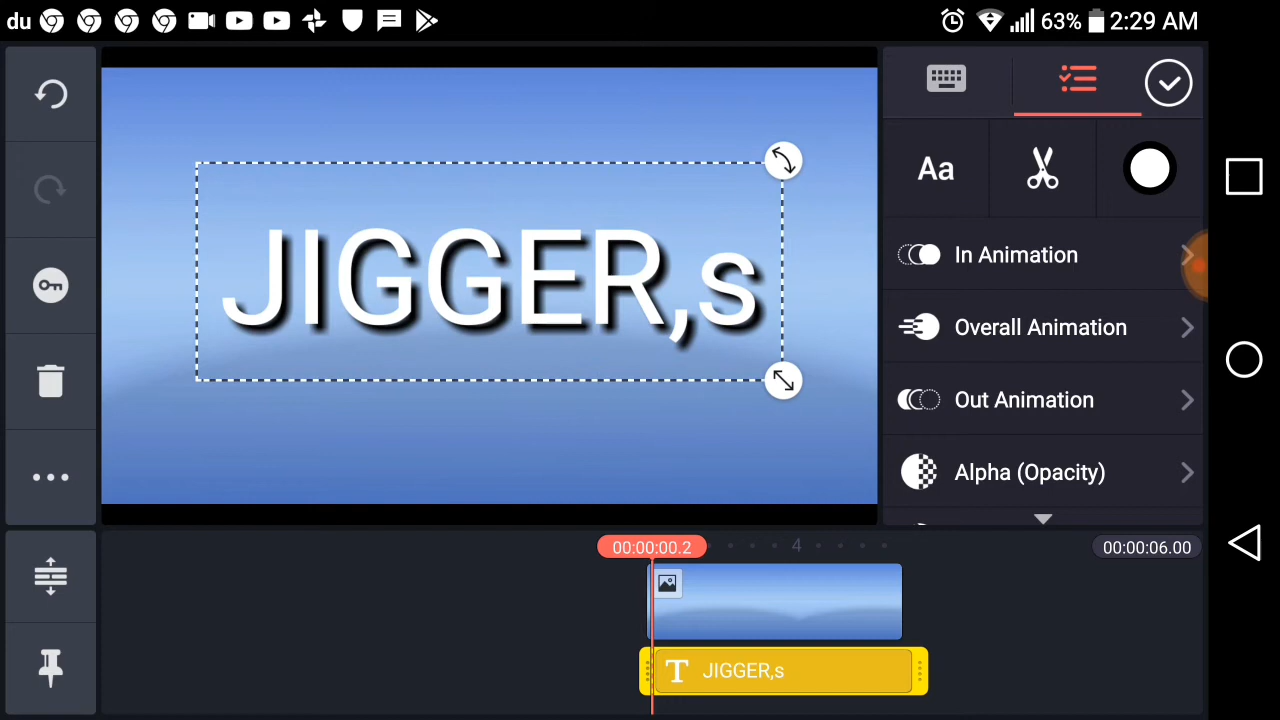 du 63% 2:29 AM
JIGGER,s
Aa
In Animation
Overall Animation
Out Animation
Alpha (Opacity)
00:00:00.2 4 00:00:06.00
T JIGGER,s